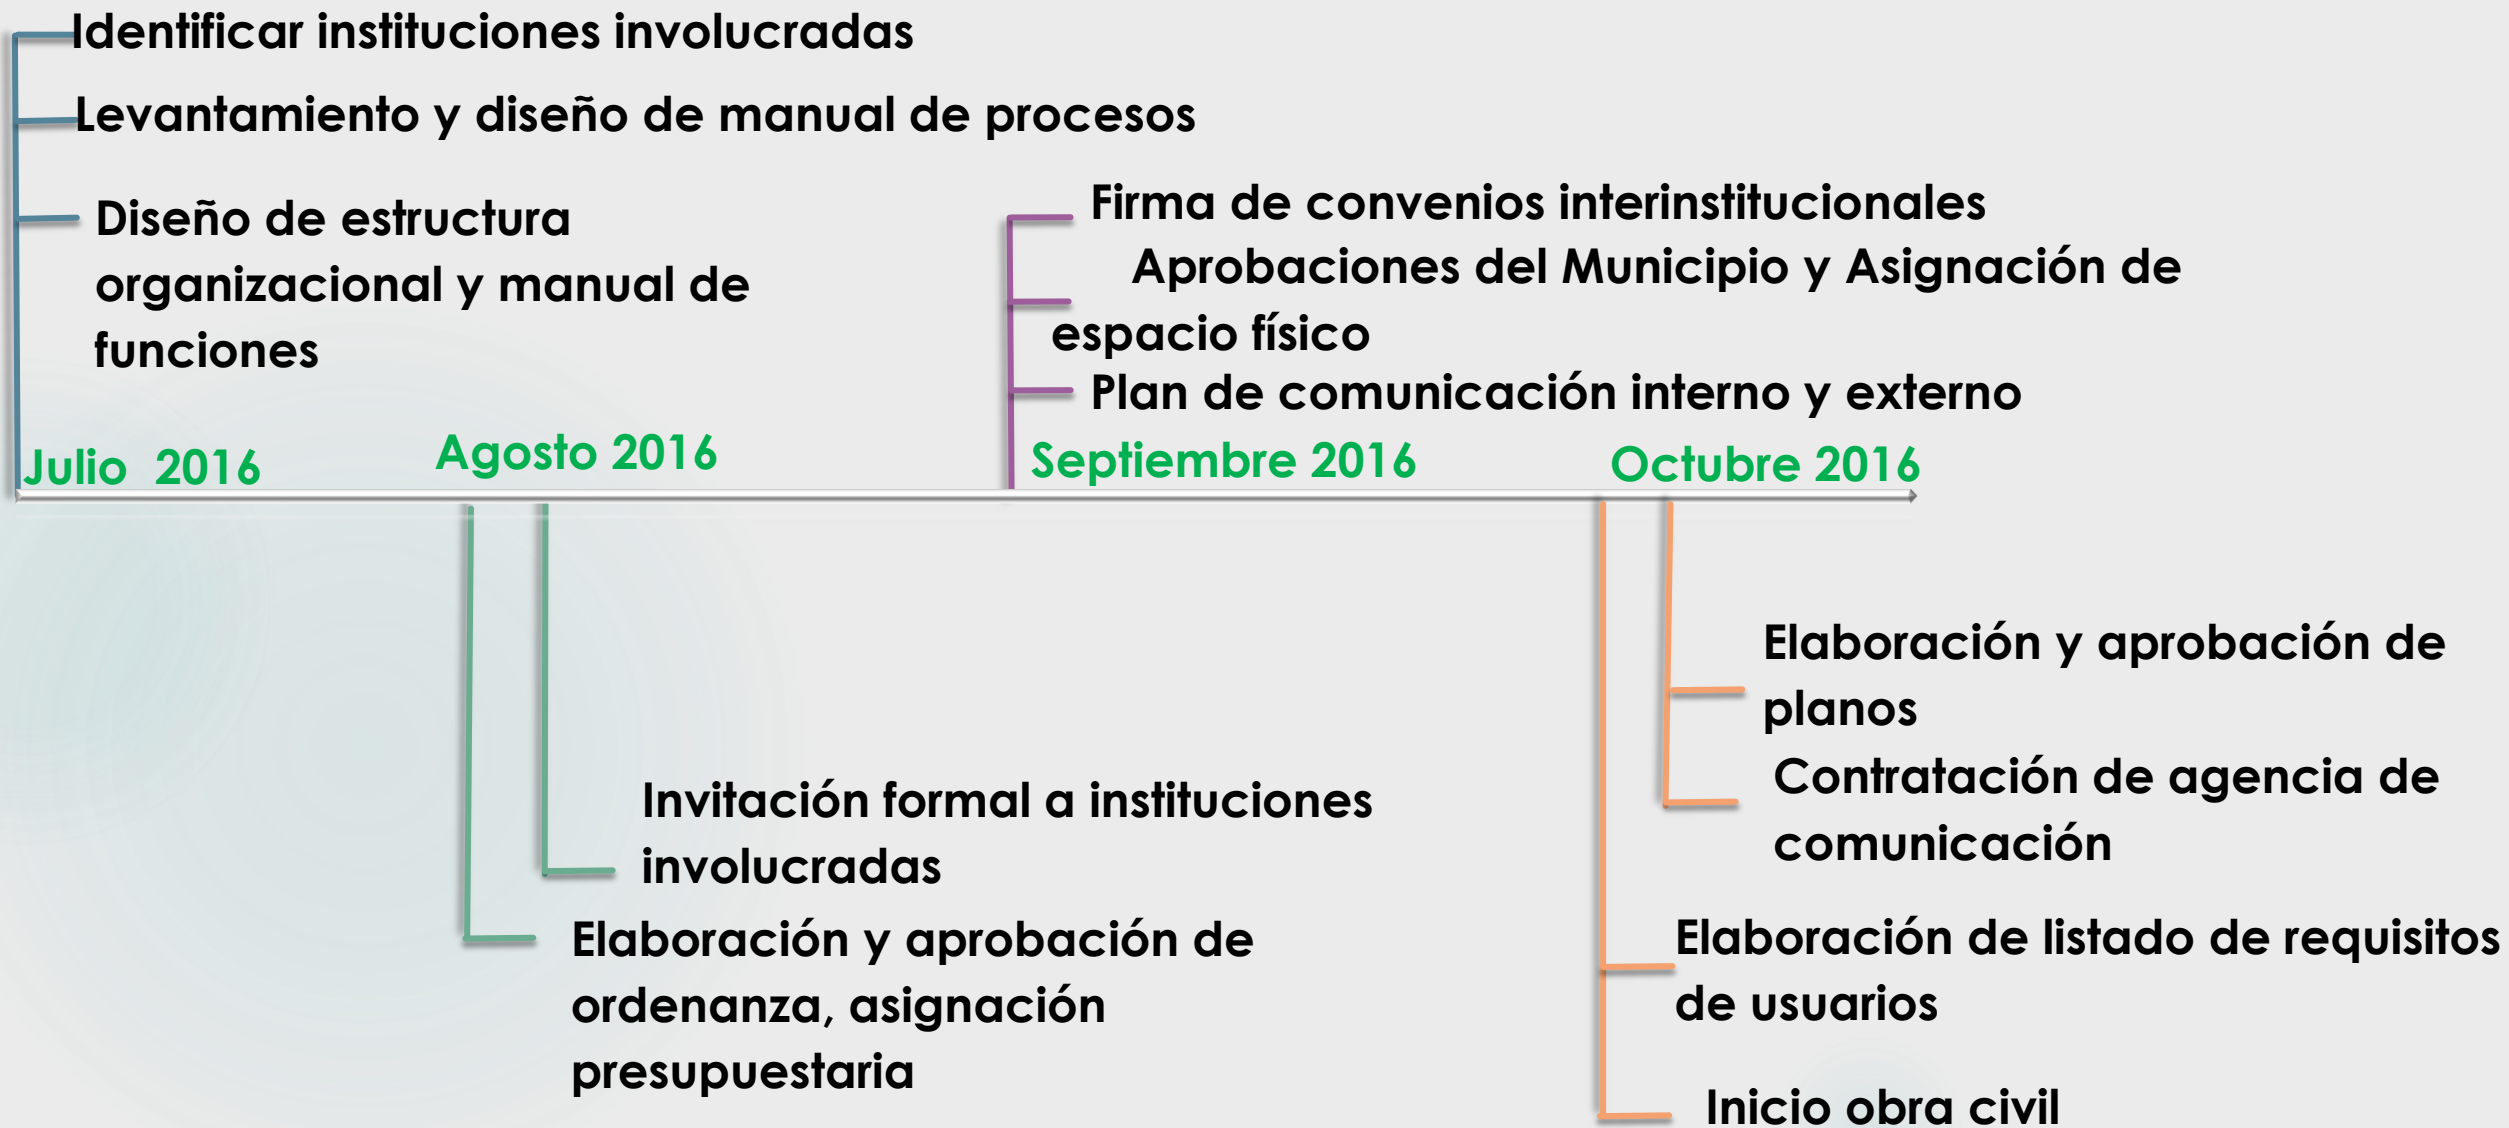 Identificar instituciones involucradas
Levantamiento y diseño de manual de procesos
Diseño de estructura
organizacional y manual de
funciones
Firma de convenios interinstitucionales
Aprobaciones del Municipio y Asignación de
espacio físico
Plan de comunicación interno y externo
Julio 2016
Agosto 2016
Septiembre 2016
Octubre 2016
Invitación formal a instituciones
involucradas
Elaboración y aprobación de
ordenanza, asignación
presupuestaria
Elaboración y aprobación de
planos
Contratación de agencia de
comunicación
Elaboración de listado de requisitos
de usuarios
Inicio obra civil